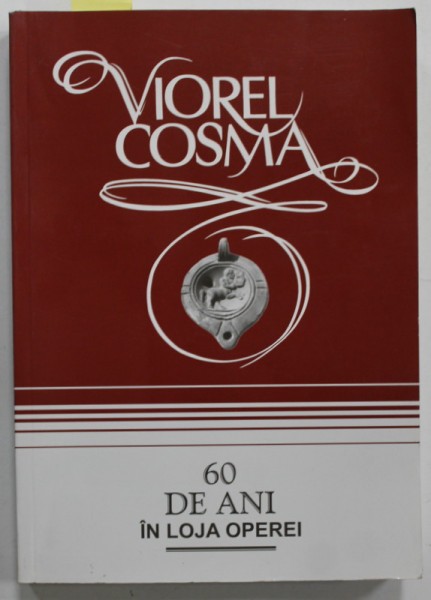 VIOREL
COSMA
60
DE ANI
ÎN LOJA OPEREI